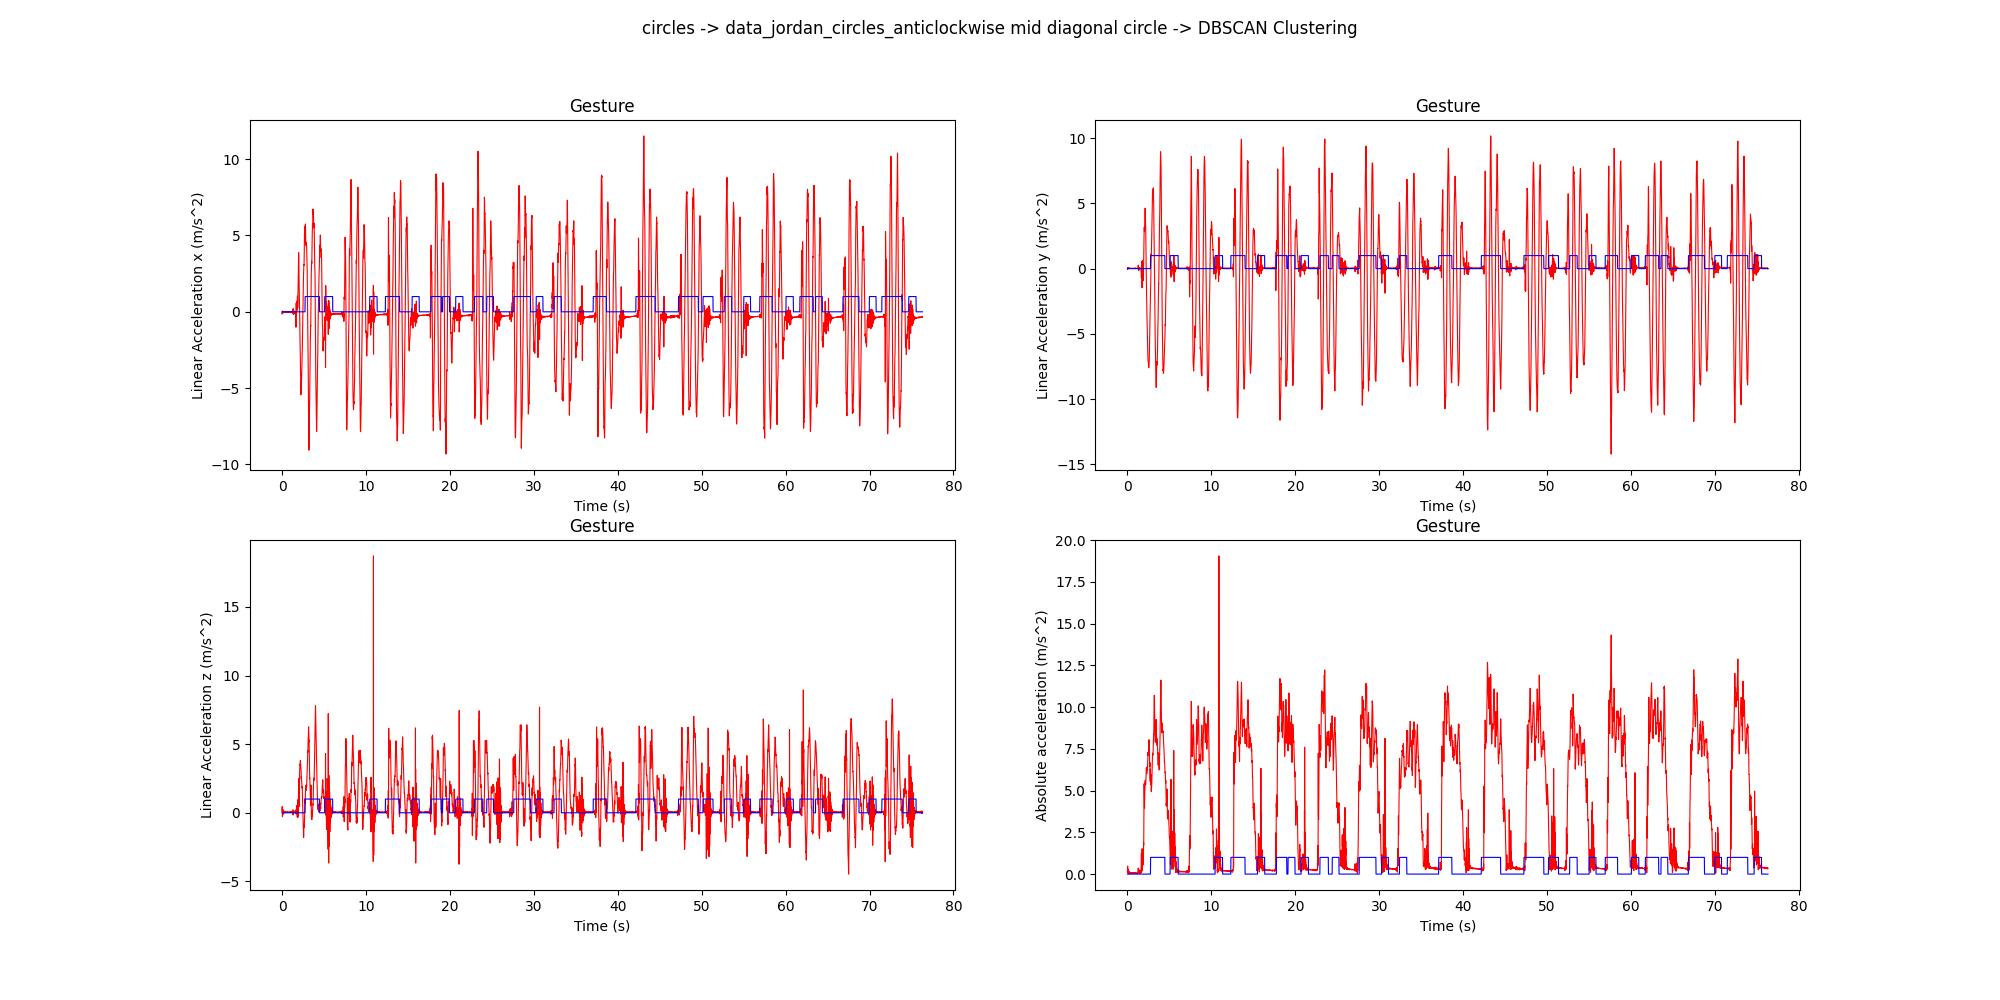 circles -> data_jordan_circles_anticlockwise mid diagonal circle -> DBSCAN Clustering
Gesture
Linear Acceleration x (m/s^2)
10
5
0
−5
−10
0 10 20 30 40 50 60 70 80
Time (s)
Gesture
Linear Acceleration y (m/s^2)
10
5
0
−5
−10
−15
0 10 20 30 40 50 60 70 80
Time (s)
Gesture
Linear Acceleration z (m/s^2)
15
10
5
0
−5
0 10 20 30 40 50 60 70 80
Time (s)
Gesture
Absolute acceleration (m/s^2)
20.0
17.5
15.0
12.5
10.0
7.5
5.0
2.5
0.0
0 10 20 30 40 50 60 70 80
Time (s)